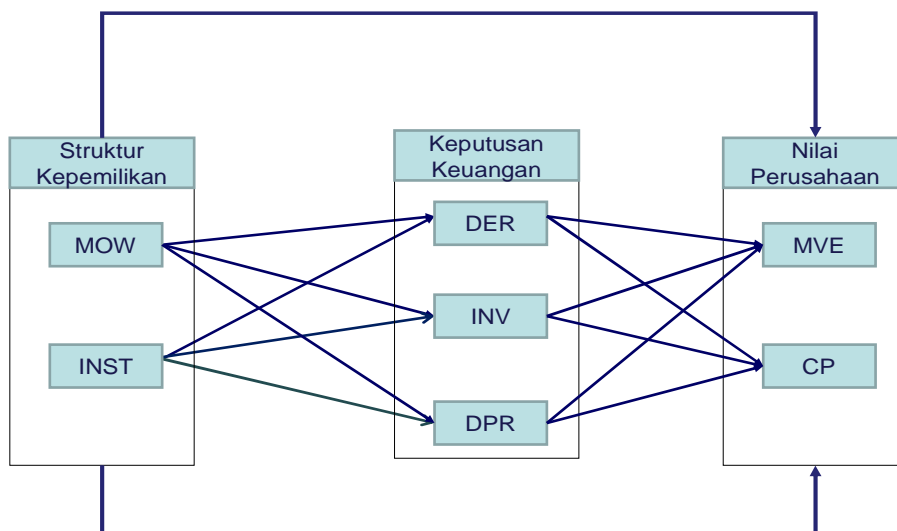 Struktur
Kepemilikan
MOW
INST
Keputusan
Keuangan
DER
INV
DPR
Nilai
Perusahaan
MVE
CP